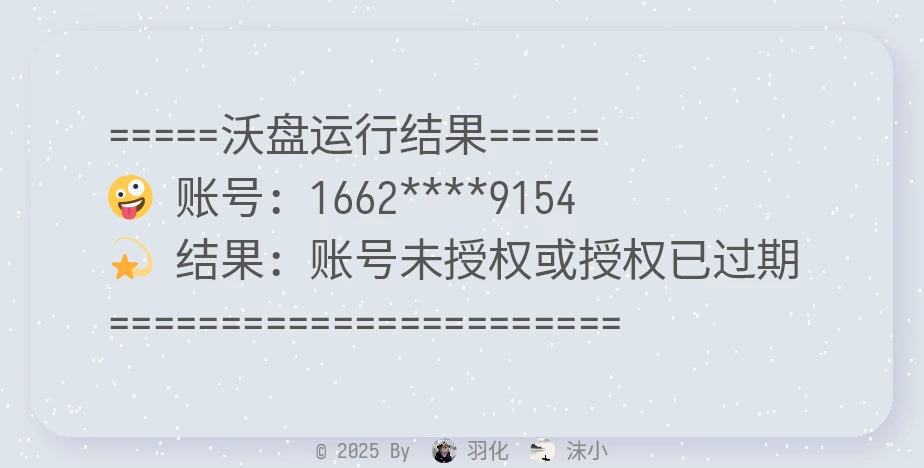 =====沃盘运行结果=====
🤪 账号：1662****9154
💫 结果：账号未授权或授权已过期
=======================
© 2025 By 羽化 沫小